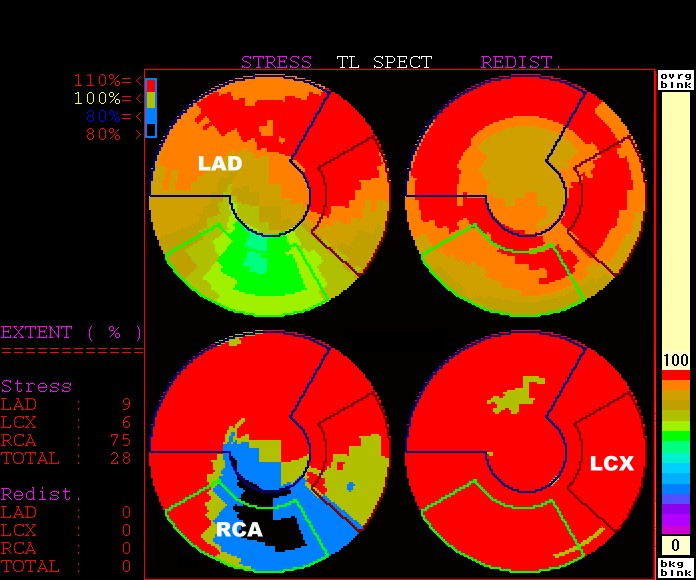 STRESS TL SPECT REDIST.
ovrg
blnk
110%=<
100%=<
80%=<
80% >
LAD
EXTENT ( % )
============
Stress
LAD : 9
LCX : 6
RCA : 75
TOTAL : 28
Redist.
LAD : 0
LCX : 0
RCA : 0
TOTAL : 0
RCA
LCX
100
0
bkg
blnk